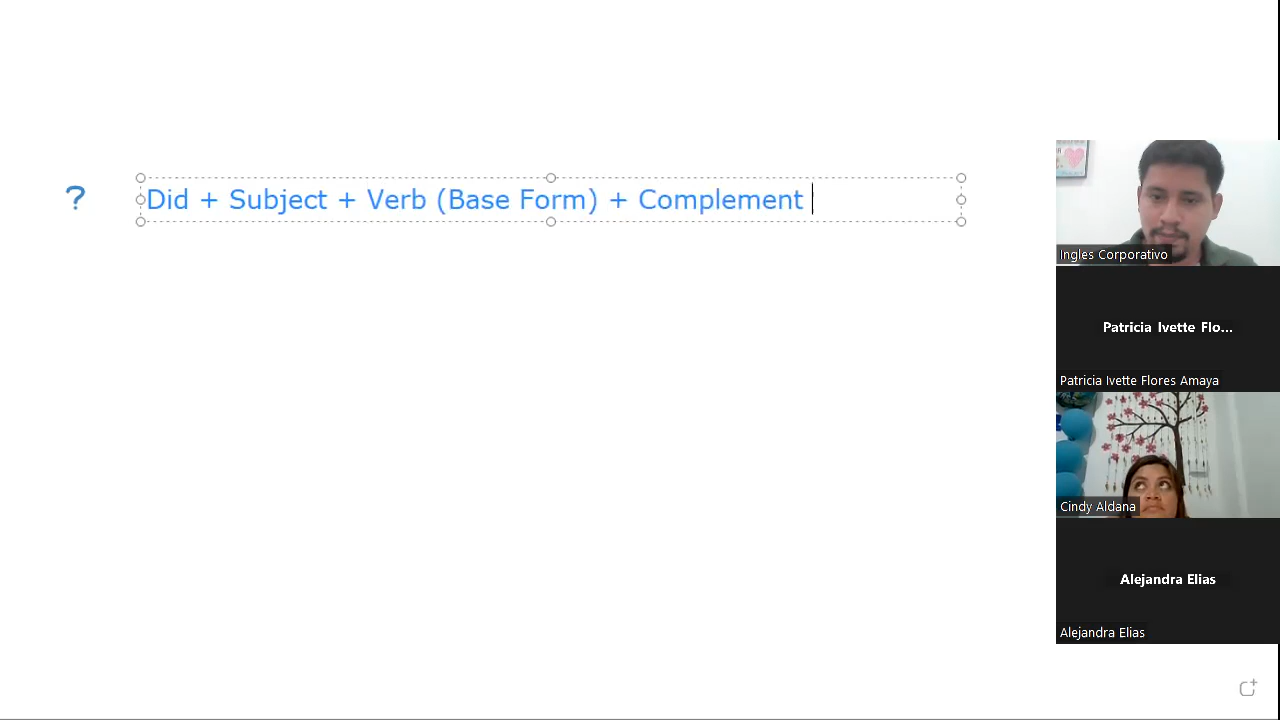 ? Did + Subject + Verb (Base Form) + Complement
Ingles Corporativo
Patricia Ivette Flo...
Patricia Ivette Flores Amaya
Cindy Aldana
Alejandra Elias
Alejandra Elias